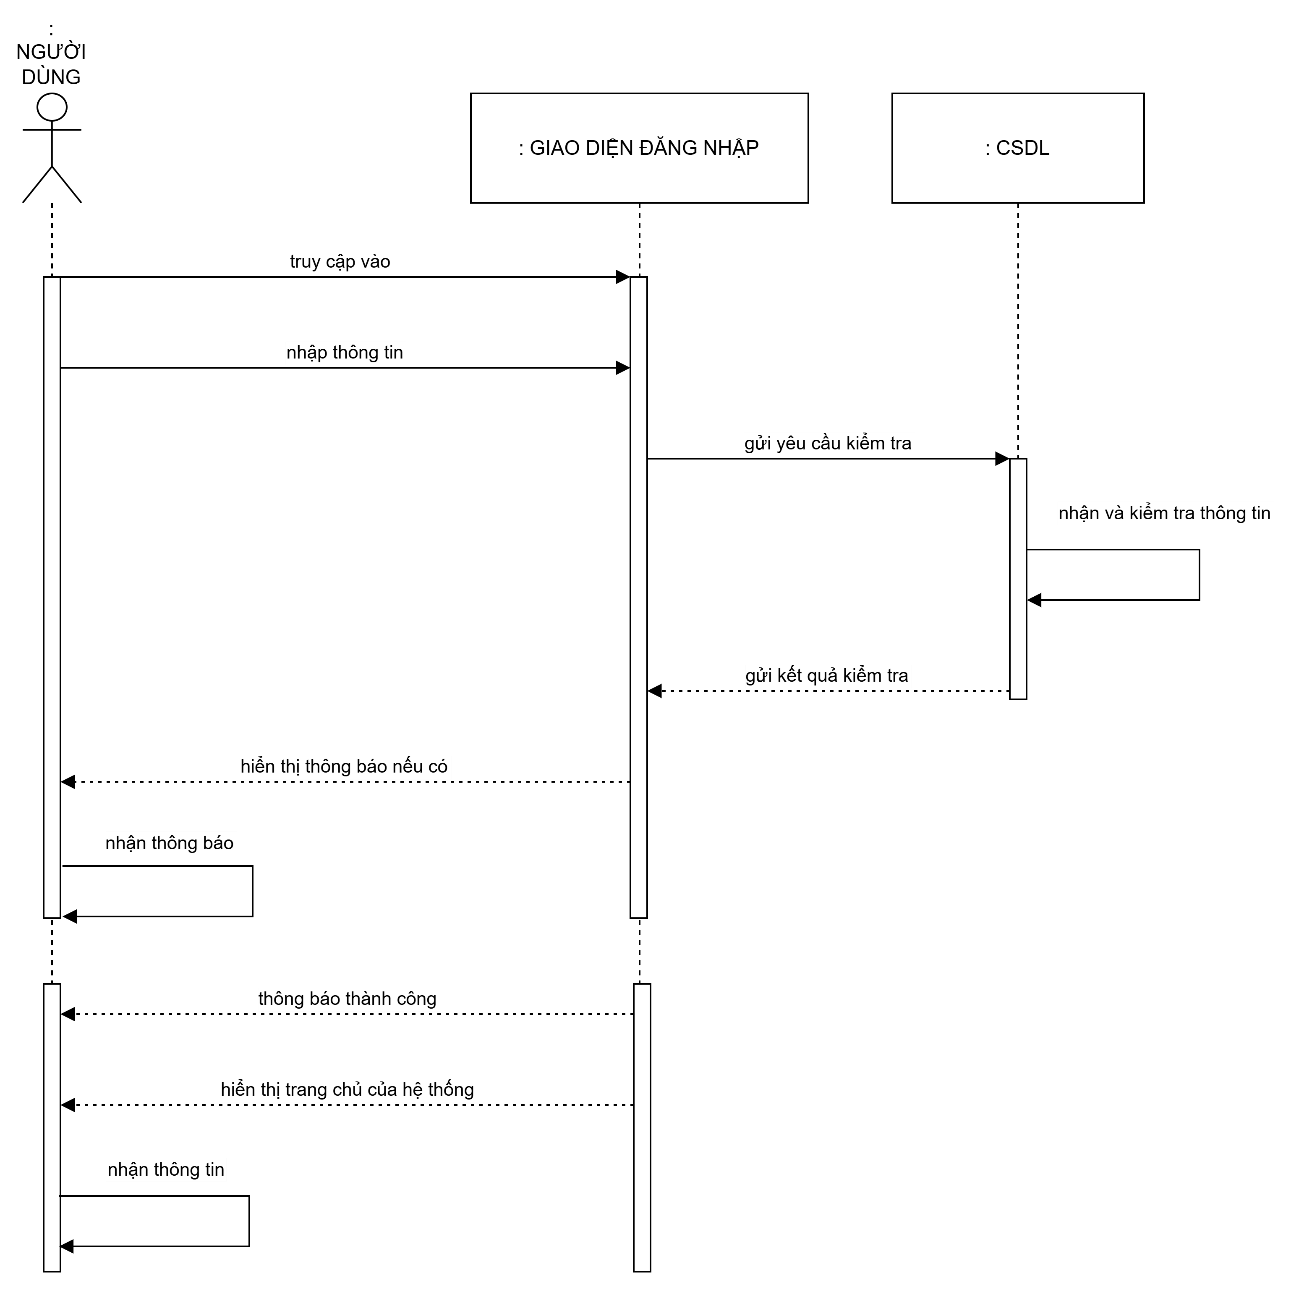 :
NGƯỜI
DÙNG
: GIAO DIỆN ĐĂNG NHẬP
: CSDL
truy cập vào
nhập thông tin
gửi yêu cầu kiểm tra
nhận và kiểm tra thông tin
gửi kết quả kiểm tra
hiển thị thông báo nếu có
nhận thông báo
thông báo thành công
hiển thị trang chủ của hệ thống
nhận thông tin